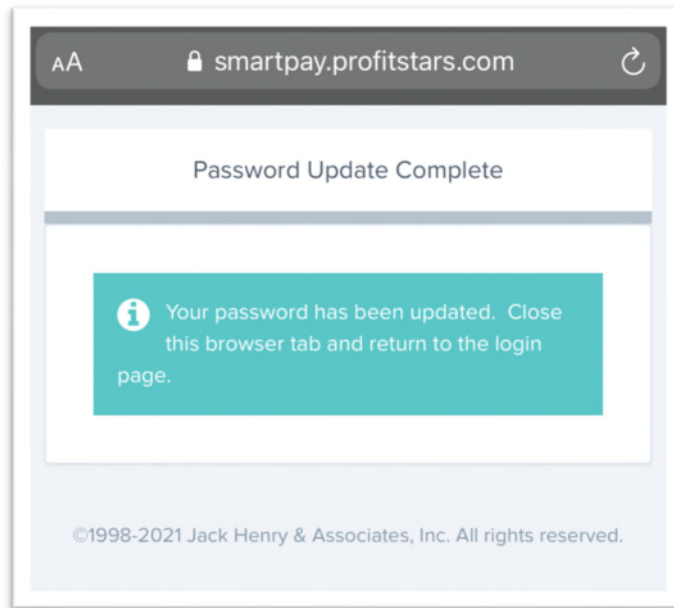 AA smartpay.profitstars.com
Password Update Complete
Your password has been updated.  Close
this browser tab and return to the login
page.
©1998-2021 Jack Henry & Associates, Inc. All rights reserved.